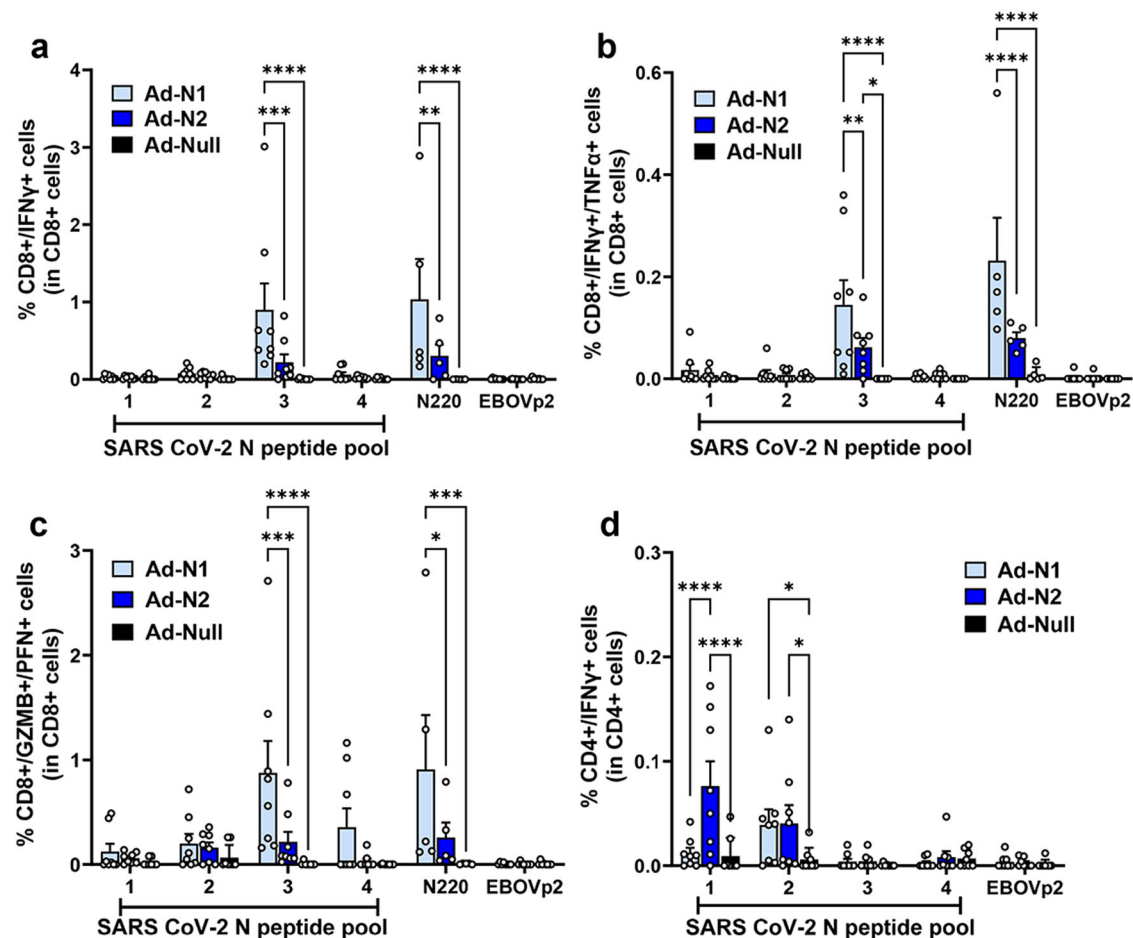 a
% CD8+/IFNγ+ cells
(in CD8+ cells)
4
3
2
1
0
Ad-N1
Ad-N2
Ad-Null
****
***
****
**
1 2 3 4 N220 EBOVp2
SARS CoV-2 N peptide pool
b
% CD8+/IFNγ+/TNFα+ cells
(in CD8+ cells)
0.6
0.4
0.2
0.0
Ad-N1
Ad-N2
Ad-Null
****
*
**
****
****
1 2 3 4 N220 EBOVp2
SARS CoV-2 N peptide pool
c
% CD8+/GZMB+/PFN+ cells
(in CD8+ cells)
3
2
1
0
Ad-N1
Ad-N2
Ad-Null
****
***
***
*
1 2 3 4 N220 EBOVp2
SARS CoV-2 N peptide pool
d
% CD4+/IFNγ+ cells
(in CD4+ cells)
0.3
0.2
0.1
0.0
Ad-N1
Ad-N2
Ad-Null
****
****
*
*
1 2 3 4 EBOVp2
SARS CoV-2 N peptide pool